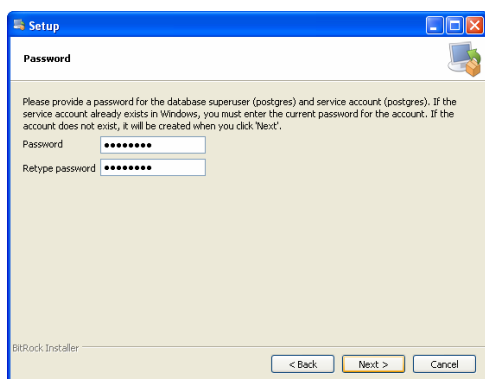 Setup
Password
Please provide a password for the database superuser (postgres) and service account (postgres). If the
service account already exists in Windows, you must enter the current password for the account. If the
account does not exist, it will be created when you click 'Next'.
Password ●●●●●●●●
Retype password ●●●●●●●●
BitRock Installer
< Back Next > Cancel